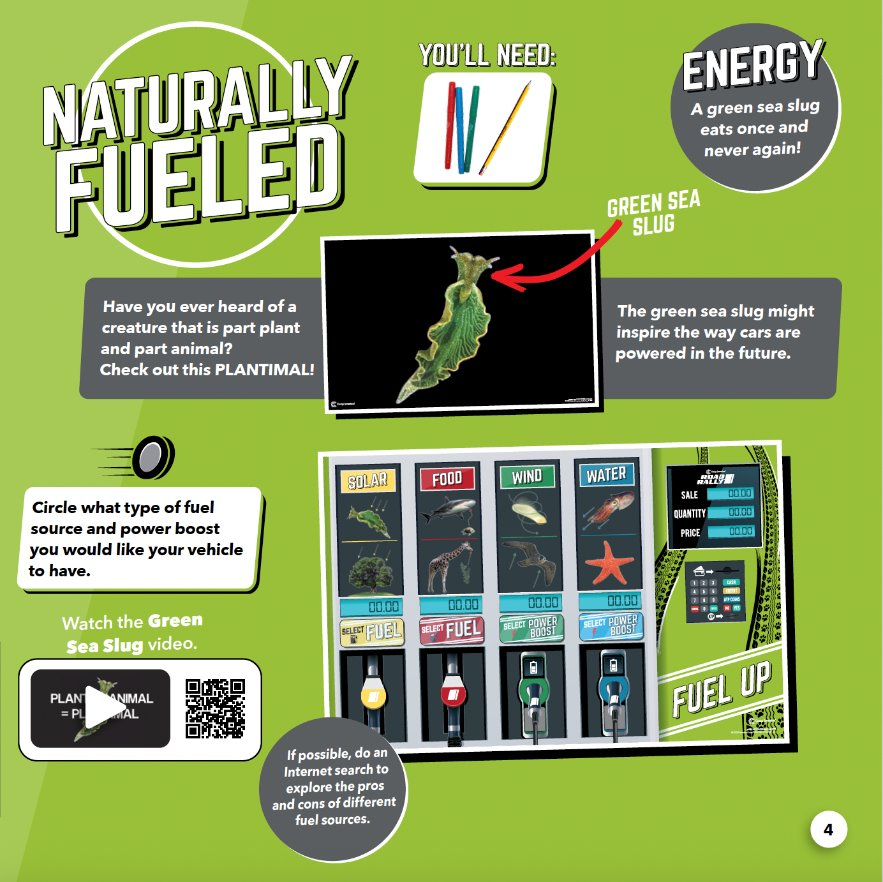 NATURALLY
FUELED
YOU'LL NEED:
ENERGY
A green sea slug
eats once and
never again!
GREEN SEA
SLUG
Have you ever heard of a
creature that is part plant
and part animal?
Check out this PLANTIMAL!
The green sea slug might
inspire the way cars are
powered in the future.
Circle what type of fuel
source and power boost
you would like your vehicle
to have.
Watch the Green
Sea Slug video.
PLANT ANIMAL
SOLAR
FOOD
WIND
WATER
00.00
00.00
00.00
00.00
SELECT FUEL
SELECT FUEL
SELECT POWER
BOOST
SELECT POWER
BOOST
ROAD
RALLY
SALE 00.00
QUANTITY 00.00
PRICE 00.00
FUEL UP
If possible, do an
Internet search to
explore the pros
and cons of different
fuel sources.
4